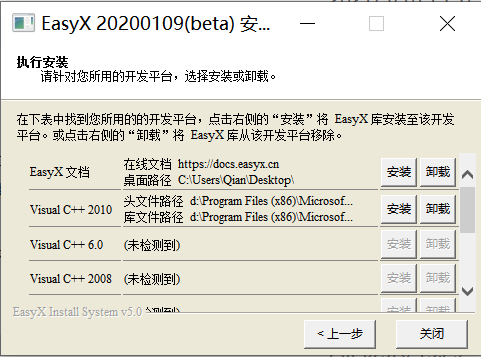 EasyX 20200109(beta) 安...
执行安装
请针对您所用的开发平台，选择安装或卸载。
在下表中找到您所用的的开发平台，点击右侧的“安装”将 EasyX 库安装至该开发
平台。或点击右侧的“卸载”将 EasyX 库从该开发平台移除。
EasyX 文档 在线文档 https://docs.easyx.cn 安装 卸载
桌面路径 C:\Users\Qian\Desktop\
Visual C++ 2010 头文件路径 d:\Program Files (x86)\Microsof... 安装 卸载
库文件路径 d:\Program Files (x86)\Microsof...
Visual C++ 6.0 (未检测到) 安装 卸载
Visual C++ 2008 (未检测到) 安装 卸载
EasyX Install System v5.0
< 上一步 关闭